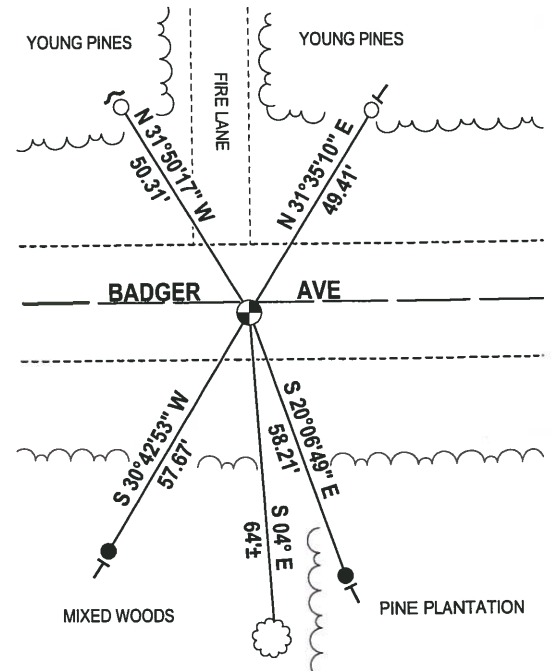 YOUNG PINES
YOUNG PINES
FIRE LANE
N 31°50'17" W
50.31'
N 31°35'10" E
49.41'
BADGER AVE
S 30°42'53" W
57.67'
S 20°06'49" E
58.21'
S 04° E
64'±
MIXED WOODS
PINE PLANTATION